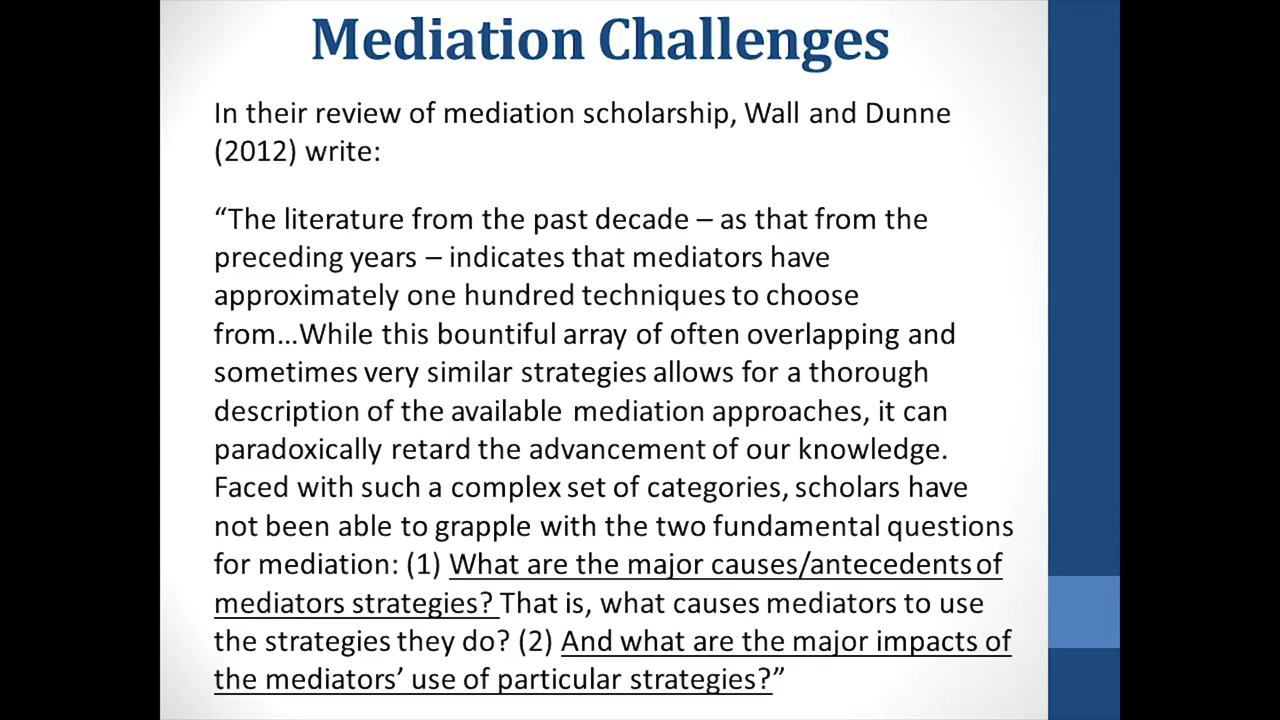 Mediation Challenges
In their review of mediation scholarship, Wall and Dunne
(2012) write:
“The literature from the past decade – as that from the
preceding years – indicates that mediators have
approximately one hundred techniques to choose
from…While this bountiful array of often overlapping and
sometimes very similar strategies allows for a thorough
description of the available mediation approaches, it can
paradoxically retard the advancement of our knowledge.
Faced with such a complex set of categories, scholars have
not been able to grapple with the two fundamental questions
for mediation: (1) What are the major causes/antecedents of
mediators strategies? That is, what causes mediators to use
the strategies they do? (2) And what are the major impacts of
the mediators’ use of particular strategies?”